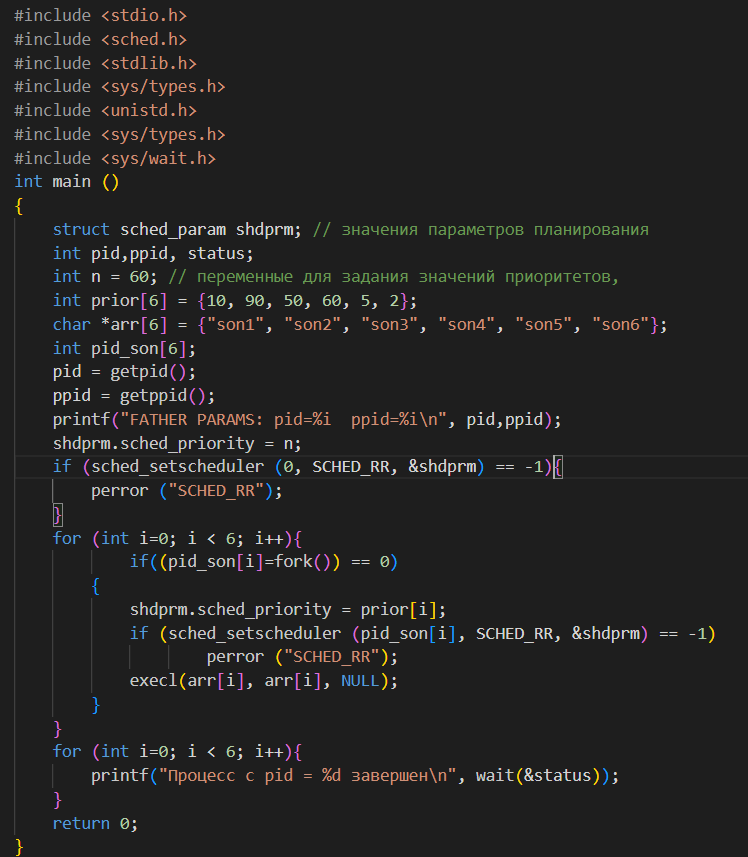 #include <stdio.h>
#include <sched.h>
#include <stdlib.h>
#include <sys/types.h>
#include <unistd.h>
#include <sys/types.h>
#include <sys/wait.h>
int main ()
{
    struct sched_param shdprm; // значения параметров планирования
    int pid,ppid, status;
    int n = 60; // переменные для задания значений приоритетов,
    int prior[6] = {10, 90, 50, 60, 5, 2};
    char *arr[6] = {"son1", "son2", "son3", "son4", "son5", "son6"};
    int pid_son[6];
    pid = getpid();
    ppid = getppid();
    printf("FATHER PARAMS: pid=%i  ppid=%i\n", pid,ppid);
    shdprm.sched_priority = n;
    if (sched_setscheduler (0, SCHED_RR, &shdprm) == -1){
        perror ("SCHED_RR");
    }
    for (int i=0; i < 6; i++){
            if((pid_son[i]=fork()) == 0)
        {
            shdprm.sched_priority = prior[i];
            if (sched_setscheduler (pid_son[i], SCHED_RR, &shdprm) == -1)
                    perror ("SCHED_RR");
            execl(arr[i], arr[i], NULL);
        }
    }
    for (int i=0; i < 6; i++){
        printf("Процесс с pid = %d завершен\n", wait(&status));
    }
    return 0;
}